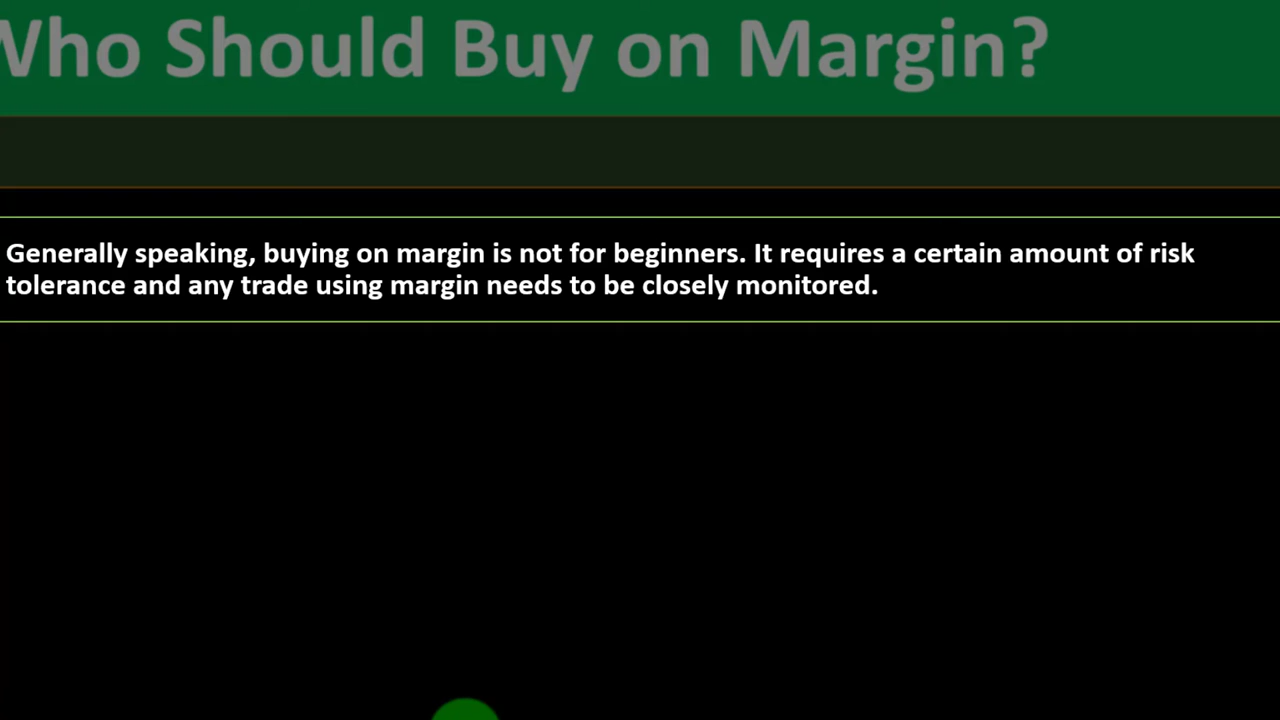 Who Should Buy on Margin?
Generally speaking, buying on margin is not for beginners. It requires a certain amount of risk
tolerance and any trade using margin needs to be closely monitored.